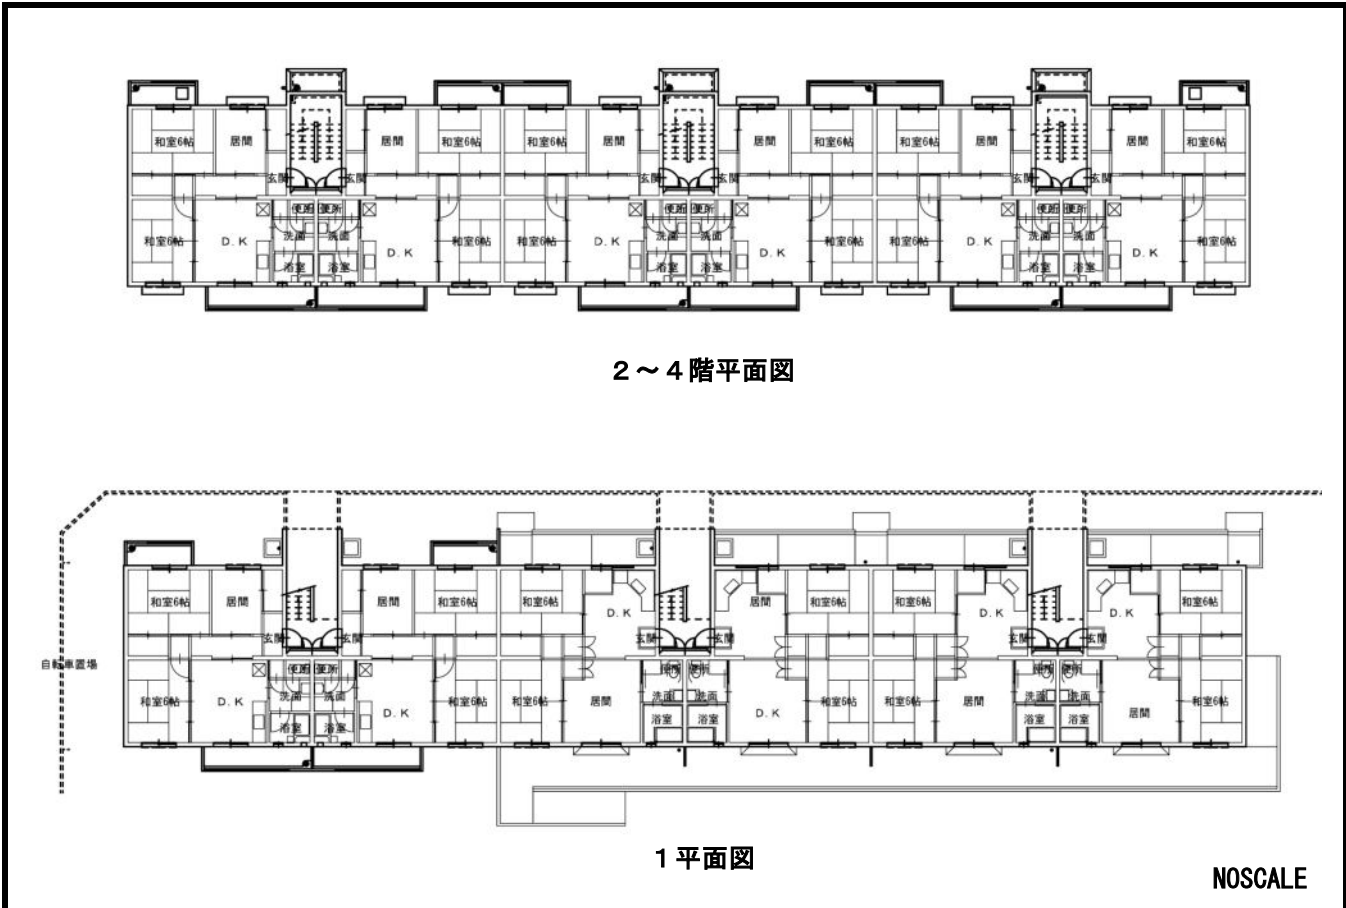 和室6帖 居間 居間 和室6帖 和室6帖 居間 居間 和室6帖 和室6帖 居間 居間 和室6帖
玄関 玄関 玄関 玄関 玄関 玄関
便所 便所 便所 便所 便所 便所
和室6帖 D.K 洗面 洗面 D.K 和室6帖 和室6帖 D.K 洗面 洗面 D.K 和室6帖 和室6帖 D.K 洗面 洗面 D.K 和室6帖
浴室 浴室 浴室 浴室 浴室 浴室
2～4階平面図
和室6帖 居間 居間 和室6帖 和室6帖 D.K 居間 和室6帖 和室6帖 D.K D.K 和室6帖
玄関 玄関 玄関 玄関 玄関 玄関
自転車置場 便所 便所 便所 便所 便所 便所
和室6帖 D.K 洗面 洗面 D.K 和室6帖 和室6帖 居間 洗面 洗面 D.K 和室6帖 和室6帖 居間 洗面 洗面 居間 和室6帖
浴室 浴室 浴室 浴室 浴室 浴室
1平面図
NOSCALE